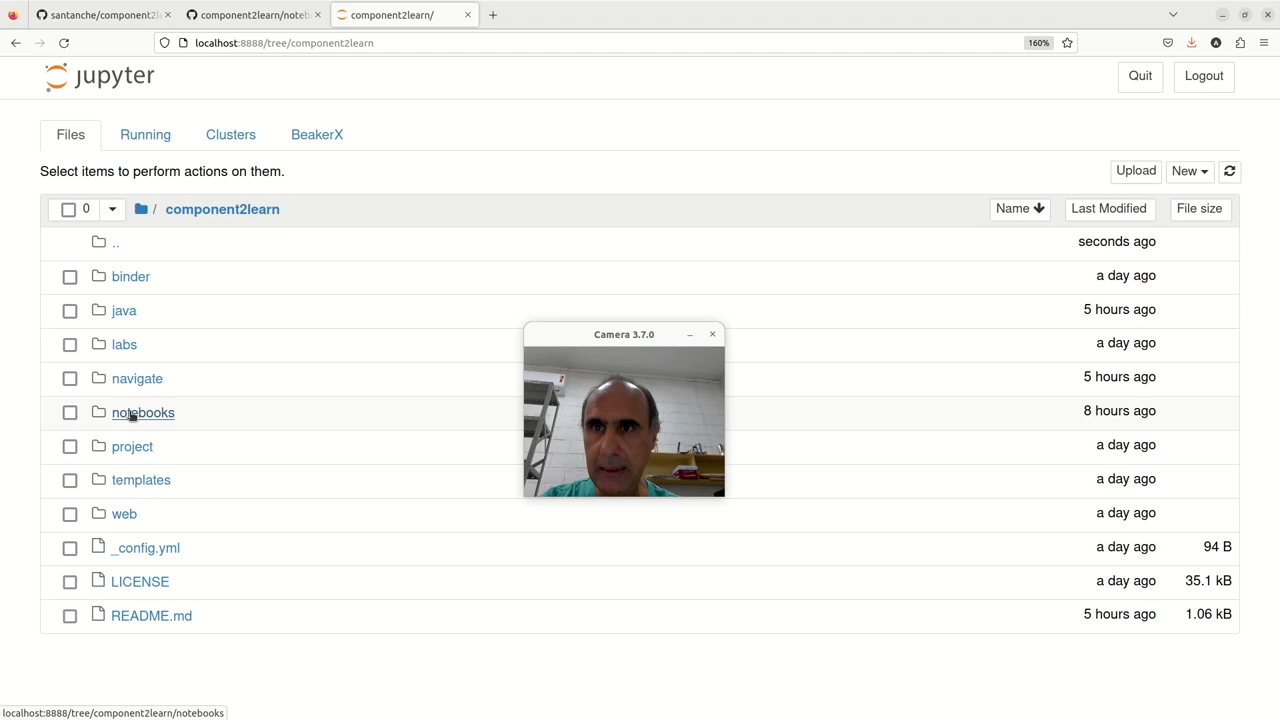 santanche/component2l
component2learn/noteb
component2learn/
localhost:8888/tree/component2learn
160%
jupyter
Quit
Logout
Files
Running
Clusters
BeakerX
Select items to perform actions on them.
Upload
New
0
/
component2learn
Name
Last Modified
File size
..
seconds ago
binder
a day ago
java
5 hours ago
labs
a day ago
navigate
5 hours ago
notebooks
8 hours ago
project
a day ago
templates
a day ago
web
a day ago
_config.yml
a day ago
94 B
LICENSE
a day ago
35.1 kB
README.md
5 hours ago
1.06 kB
Camera 3.7.0
localhost:8888/tree/component2learn/notebooks